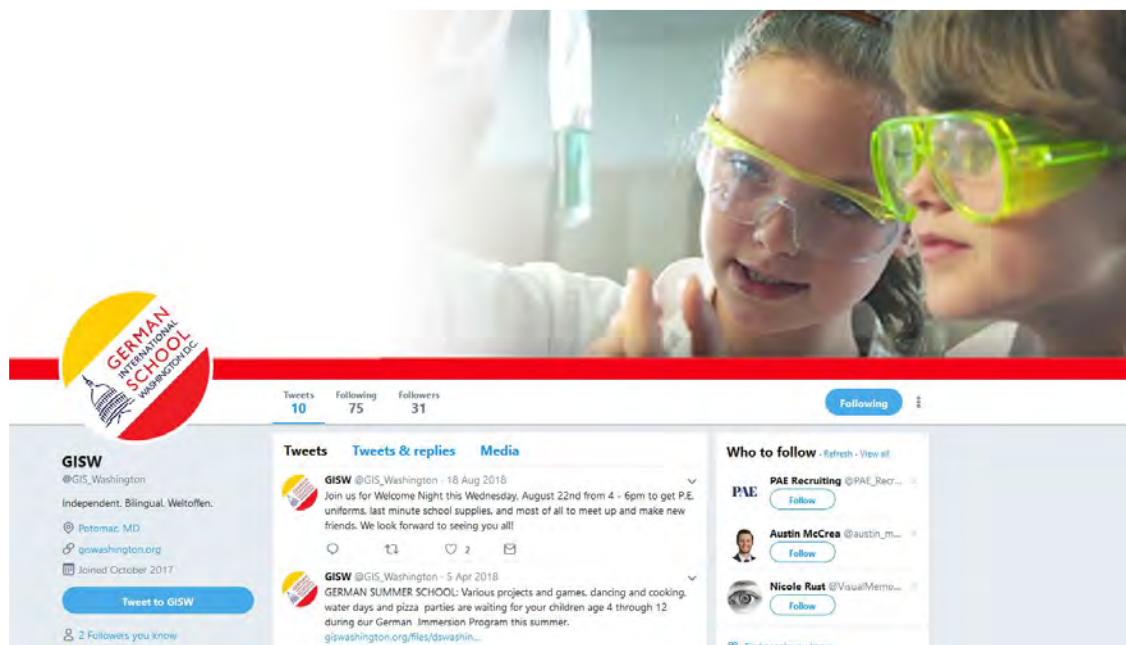 GERMAN
INTERNATIONAL
SCHOOL
WASHINGTON D.C.
Tweets Following Followers
10 75 31
Following
GISW
@GIS_Washington
Independent. Bilingual. Weltoffen.
Potomac, MD
giswashington.org
Joined October 2017
Tweet to GISW
2 Followers you know
Tweets Tweets & replies Media
GISW @GIS_Washington - 18 Aug 2018
Join us for Welcome Night this Wednesday, August 22nd from 4 - 6pm to get P.E.
uniforms, last minute school supplies, and most of all to meet up and make new
friends. We look forward to seeing you all!
2
GISW @GIS_Washington - 5 Apr 2018
GERMAN SUMMER SCHOOL: Various projects and games, dancing and cooking,
water days and pizza parties are waiting for your children age 4 through 12
during our German Immersion Program this summer.
giswashington.org/files/dswashin...
Who to follow - Refresh - View all
PAE
PAE Recruiting @PAE_Recr...
Follow
Austin McCrea @austin_m...
Follow
Nicole Rust @VisualMemo...
Follow